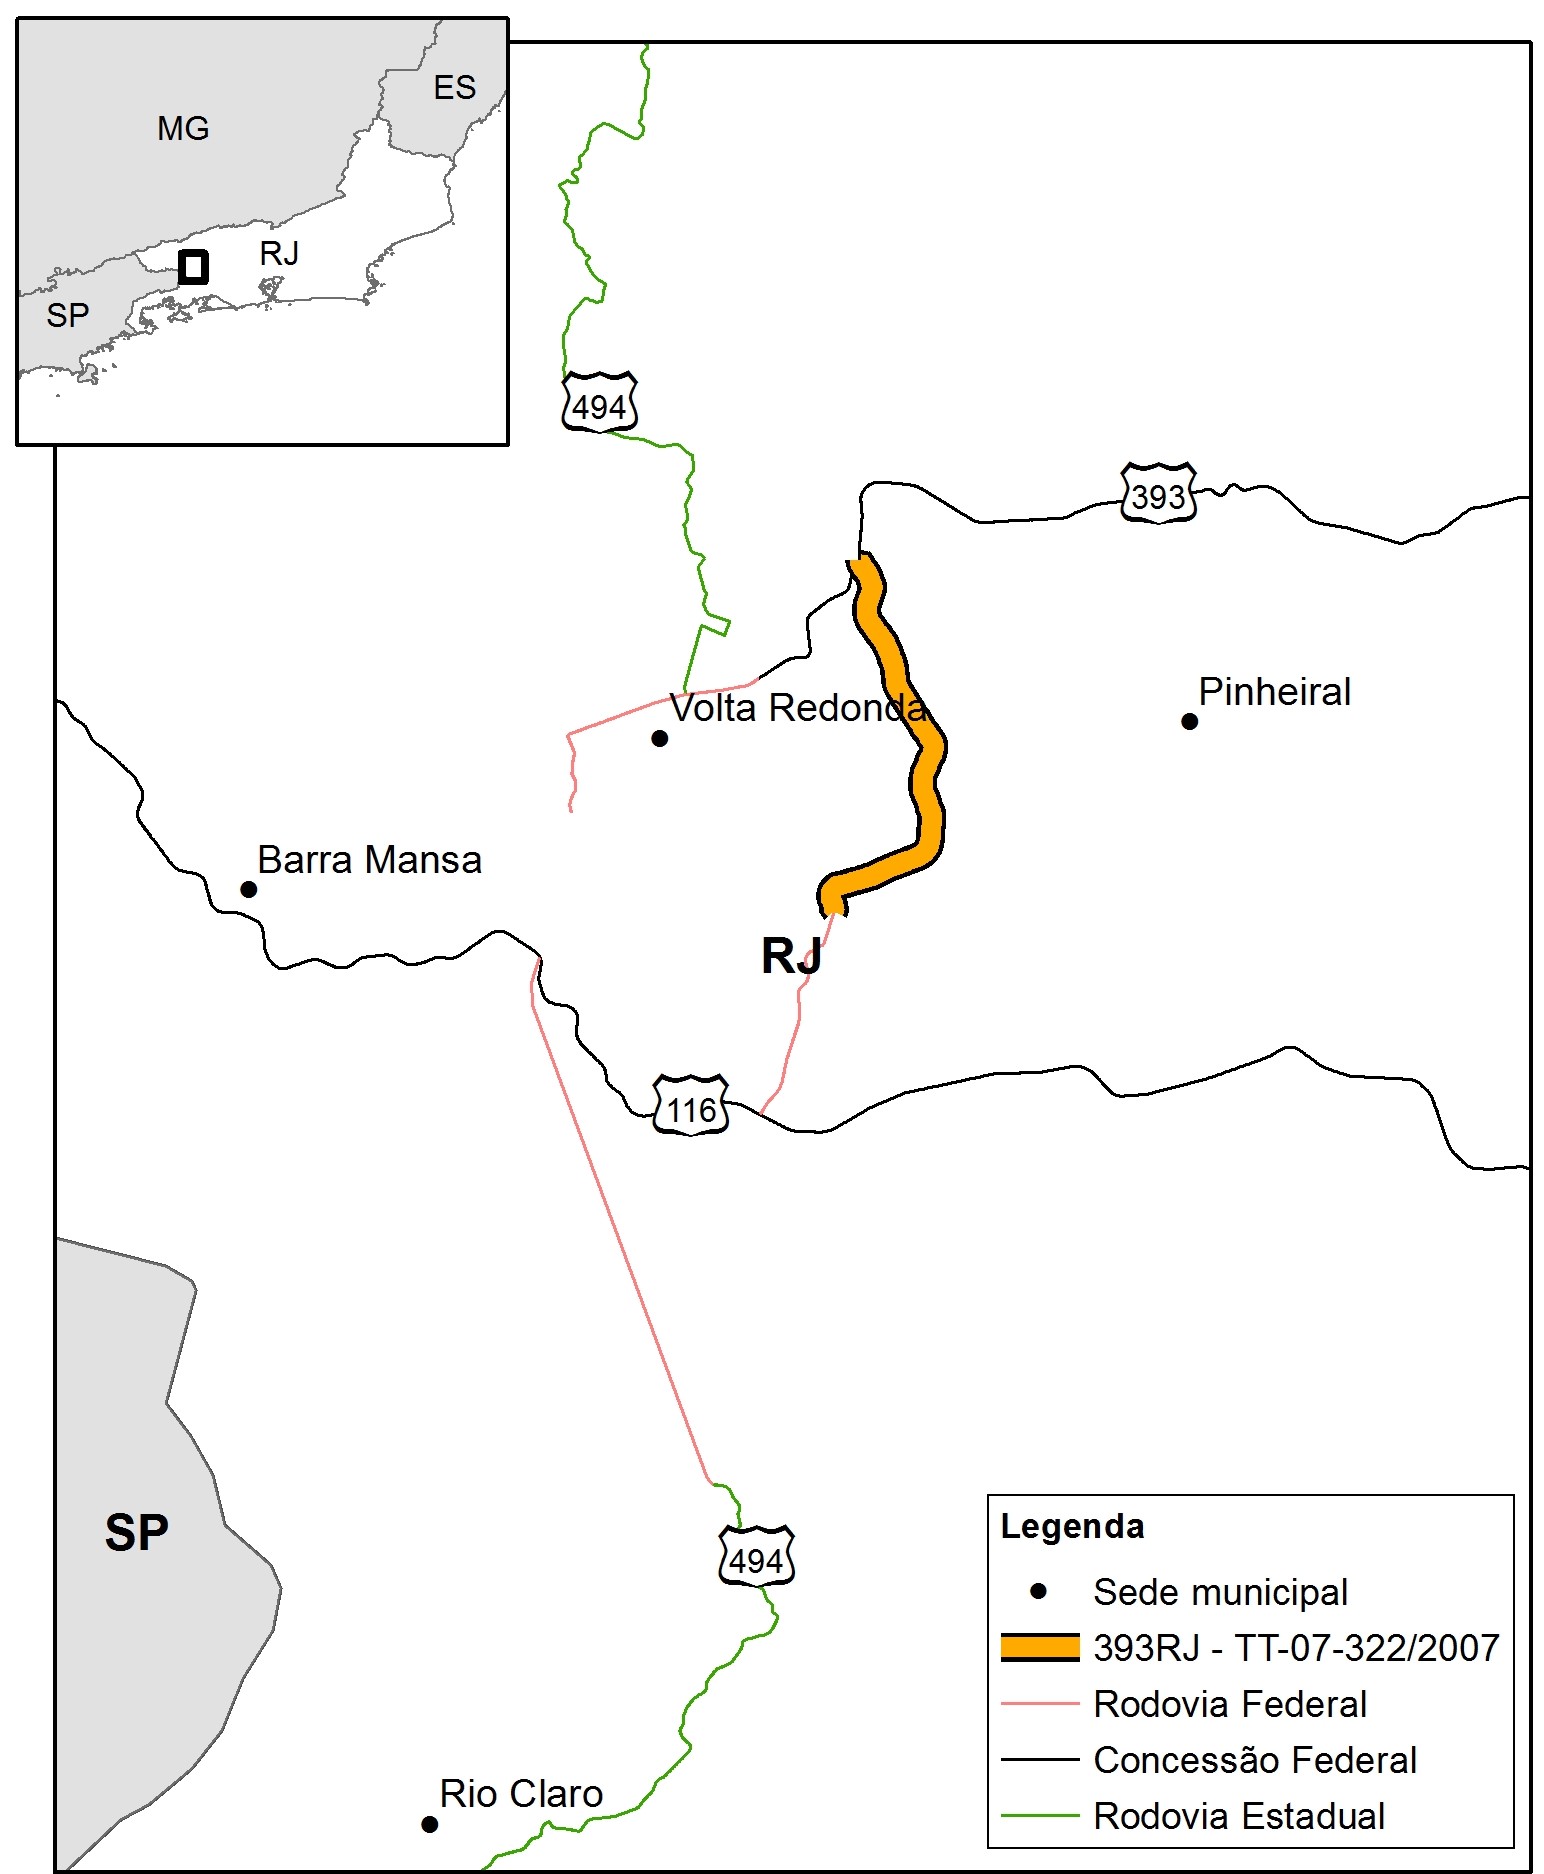 MG
ES
RJ
SP
494
393
Pinheiral
Volta Redonda
Barra Mansa
RJ
116
SP
494
Rio Claro
Legenda
Sede municipal
393RJ - TT-07-322/2007
Rodovia Federal
Concessão Federal
Rodovia Estadual